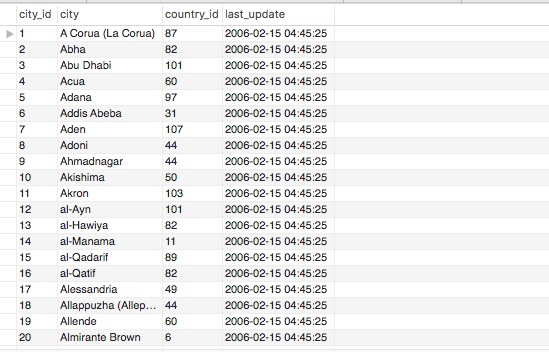 city_id city country_id last_update
1 A Corua (La Corua) 87 2006-02-15 04:45:25
2 Abha 82 2006-02-15 04:45:25
3 Abu Dhabi 101 2006-02-15 04:45:25
4 Acua 60 2006-02-15 04:45:25
5 Adana 97 2006-02-15 04:45:25
6 Addis Abeba 31 2006-02-15 04:45:25
7 Aden 107 2006-02-15 04:45:25
8 Adoni 44 2006-02-15 04:45:25
9 Ahmadnagar 44 2006-02-15 04:45:25
10 Akishima 50 2006-02-15 04:45:25
11 Akron 103 2006-02-15 04:45:25
12 al-Ayn 101 2006-02-15 04:45:25
13 al-Hawiya 82 2006-02-15 04:45:25
14 al-Manama 11 2006-02-15 04:45:25
15 al-Qadarif 89 2006-02-15 04:45:25
16 al-Qatif 82 2006-02-15 04:45:25
17 Alessandria 49 2006-02-15 04:45:25
18 Allappuzha (Allep... 44 2006-02-15 04:45:25
19 Allende 60 2006-02-15 04:45:25
20 Almirante Brown 6 2006-02-15 04:45:25